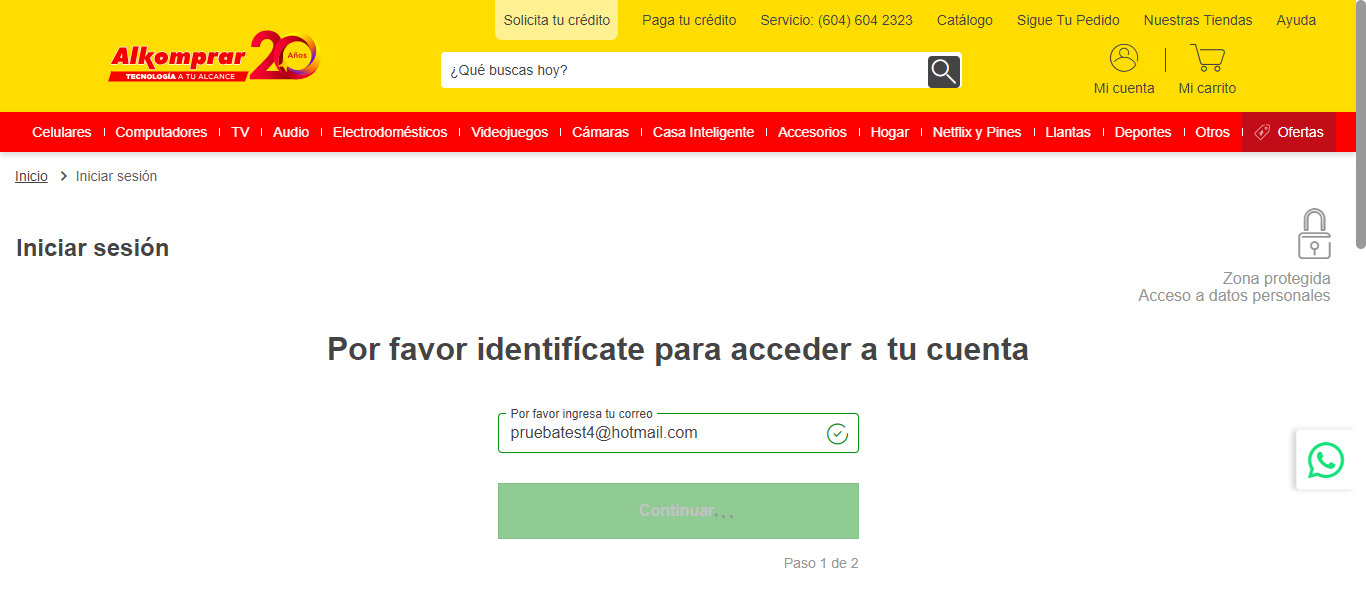 Solicita tu crédito Paga tu crédito Servicio: (604) 604 2323 Catálogo Sigue Tu Pedido Nuestras Tiendas Ayuda
Alkomprar 20 Años
TECNOLOGÍA A TU ALCANCE
¿Qué buscas hoy?
Mi cuenta Mi carrito
Celulares Computadores TV Audio Electrodomésticos Videojuegos Cámaras Casa Inteligente Accesorios Hogar Netflix y Pines Llantas Deportes Otros Ofertas
Inicio Iniciar sesión
Iniciar sesión
Zona protegida
Acceso a datos personales
Por favor identifícate para acceder a tu cuenta
Por favor ingresa tu correo
pruebatest4@hotmail.com
Continuar...
Paso 1 de 2